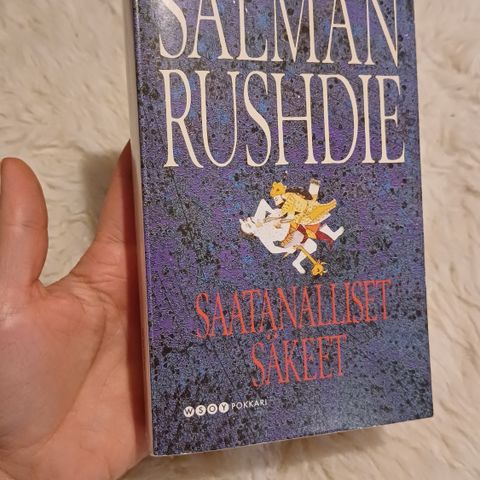 SALMAN
RUSHDIE
SAATANALLISET
SÄKEET
WSOY POKKARI